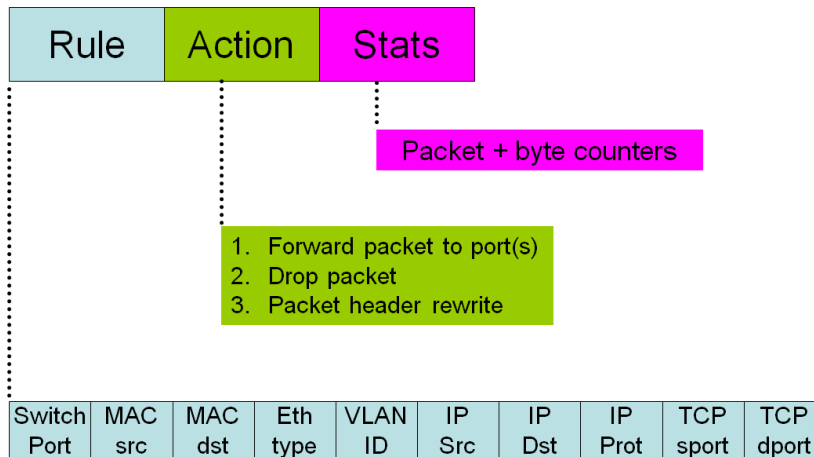 Rule Action Stats
Packet + byte counters
1. Forward packet to port(s)
2. Drop packet
3. Packet header rewrite
Switch MAC MAC Eth VLAN IP IP IP TCP TCP
Port src dst type ID Src Dst Prot sport dport